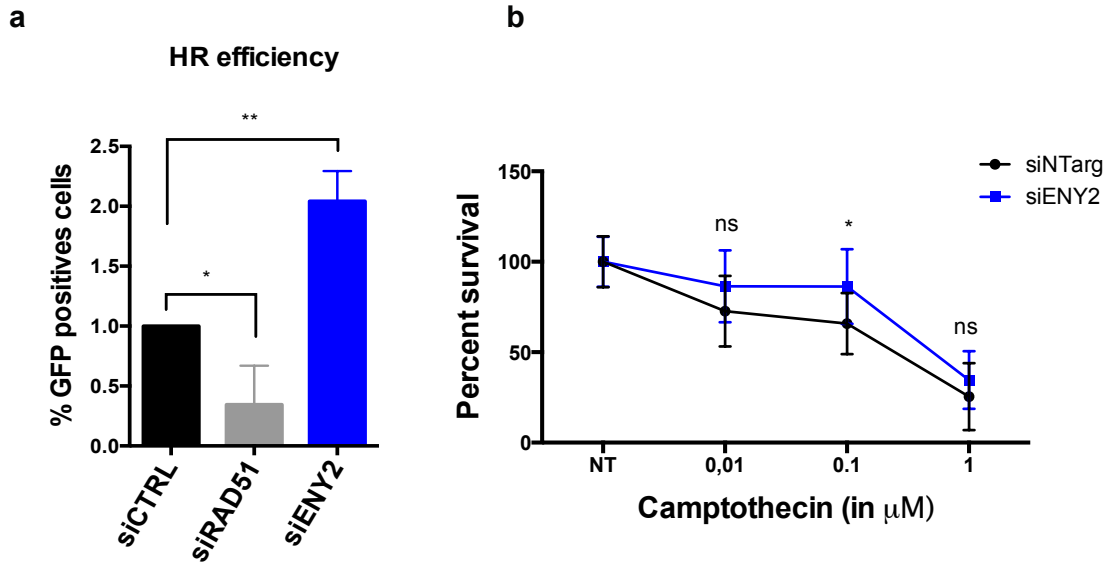 a
HR efficiency
**
*
% GFP positives cells
2.5
2.0
1.5
1.0
0.5
0.0
siCTRL
siRAD51
siENY2
b
siNTarg
siENY2
Percent survival
150
100
50
0
ns
*
ns
NT
0,01
0.1
1
Camptothecin (in μM)